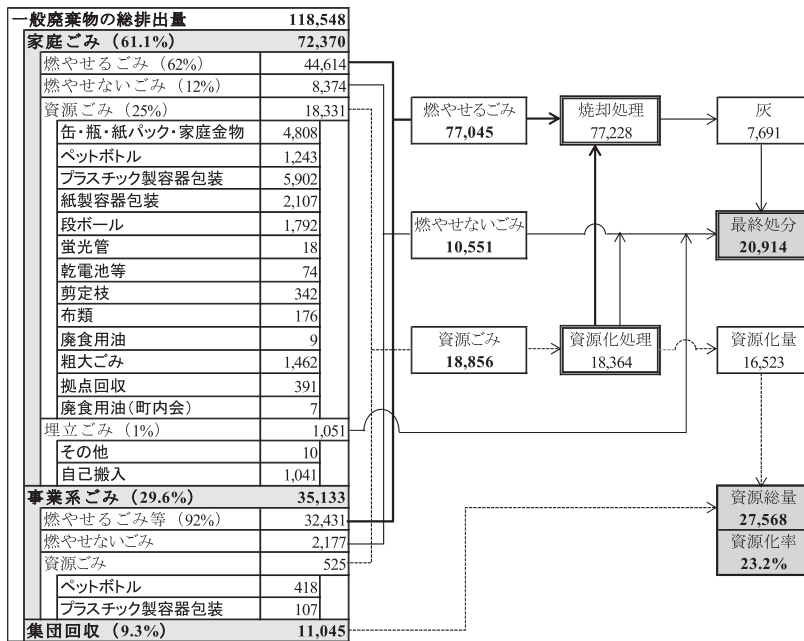 一般廃棄物の総排出量 118,548
家庭ごみ (61.1%) 72,370
燃やせるごみ (62%) 44,614
燃やせないごみ (12%) 8,374
資源ごみ (25%) 18,331
缶・瓶・紙パック・家庭金物 4,808
ペットボトル 1,243
プラスチック製容器包装 5,902
紙製容器包装 2,107
段ボール 1,792
蛍光管 18
乾電池等 74
剪定枝 342
布類 176
廃食用油 9
粗大ごみ 1,462
拠点回収 391
廃食用油(町内会) 7
埋立ごみ (1%) 1,051
その他 10
自己搬入 1,041
事業系ごみ (29.6%) 35,133
燃やせるごみ等 (92%) 32,431
燃やせないごみ 2,177
資源ごみ 525
ペットボトル 418
プラスチック製容器包装 107
集団回収 (9.3%) 11,045
燃やせるごみ
77,045
焼却処理
77,228
灰
7,691
燃やせないごみ
10,551
最終処分
20,914
資源ごみ
18,856
資源化処理
18,364
資源化量
16,523
資源総量
27,568
資源化率
23.2%